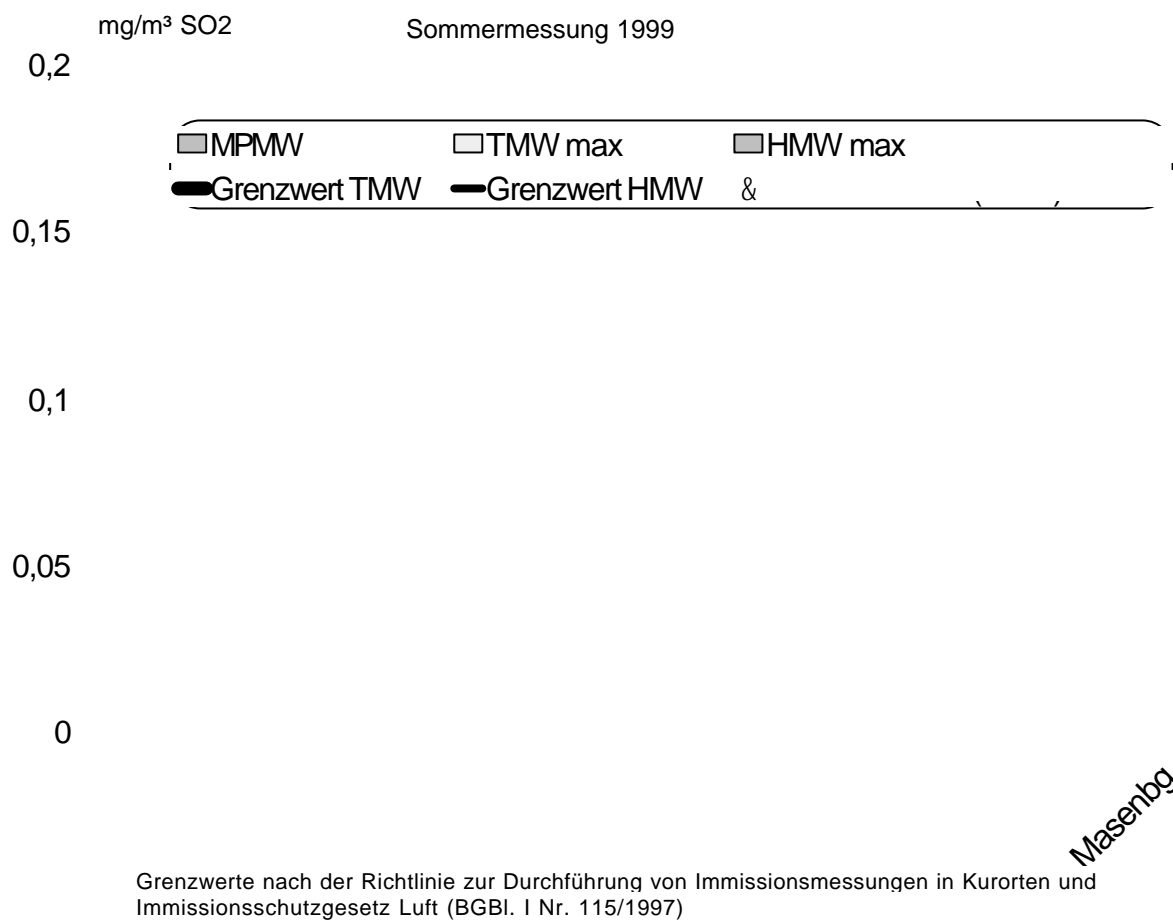 mg/m³ SO2
Sommermessung 1999
0,2
MPMW TMW max HMW max
Grenzwert TMW Grenzwert HMW &
0,15
0,1
0,05
0
Masenbg
Grenzwerte nach der Richtlinie zur Durchführung von Immissionsmessungen in Kurorten und
Immissionsschutzgesetz Luft (BGBl. I Nr. 115/1997)